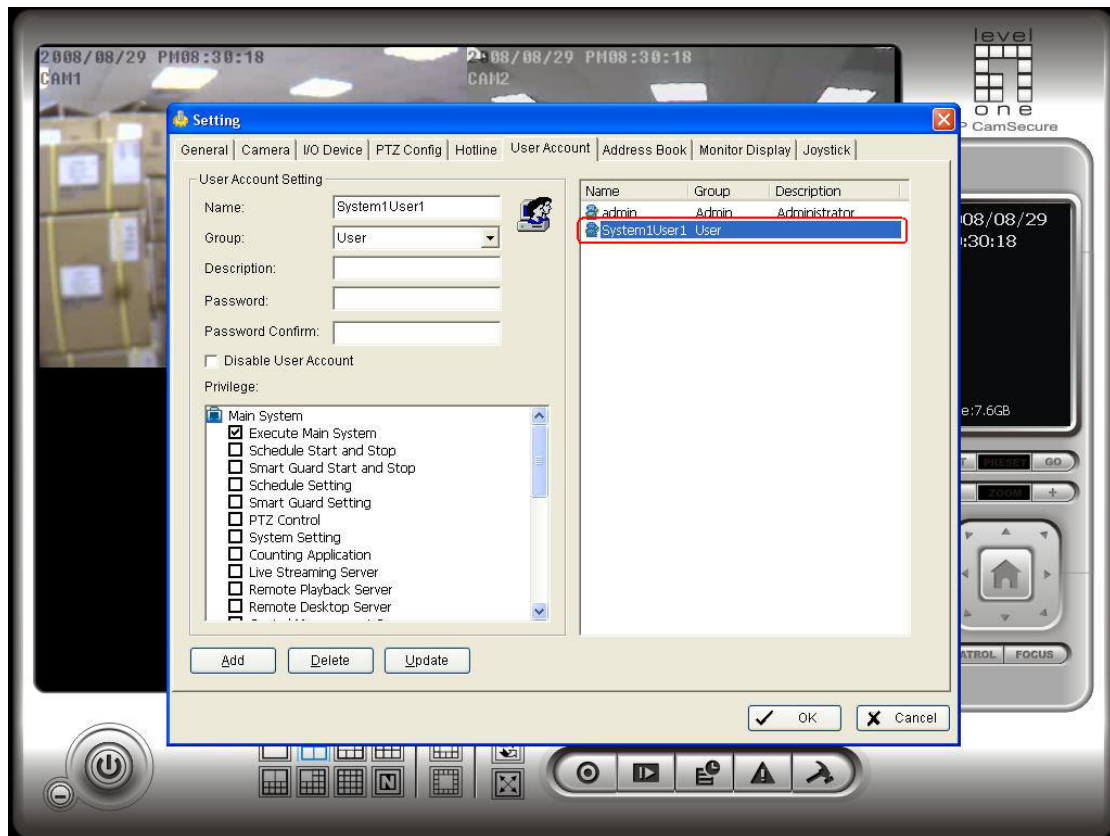 level
one
CamSecure
2008/08/29 PM08:30:18
CAM1
2008/08/29 PM08:30:18
CAM2
Setting
General
Camera
I/O Device
PTZ Config
Hotline
User Account
Address Book
Monitor Display
Joystick
User Account Setting
Name:
System1User1
Group:
User
Description:
Password:
Password Confirm:
Disable User Account
Privilege:
Main System
Execute Main System
Schedule Start and Stop
Smart Guard Start and Stop
Schedule Setting
Smart Guard Setting
PTZ Control
System Setting
Counting Application
Live Streaming Server
Remote Playback Server
Remote Desktop Server
Name Group Description
admin Admin Administrator
System1User1 User
Add
Delete
Update
OK
Cancel
08/08/29
:30:18
e:7.6GB
PRESET
GO
ZOOM
+
ATROL
FOCUS
N